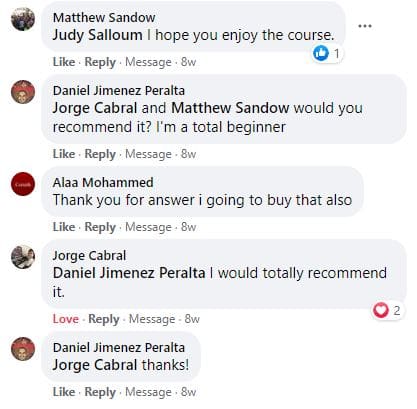 Matthew Sandow
Judy Salloum I hope you enjoy the course.
1
Like · Reply · Message · 8w
Daniel Jimenez Peralta
Jorge Cabral and Matthew Sandow would you
recommend it? I'm a total beginner
Like · Reply · Message · 8w
Alaa Mohammed
Thank you for answer i going to buy that also
Like · Reply · Message · 8w
Jorge Cabral
Daniel Jimenez Peralta I would totally recommend
it.
2
Love · Reply · Message · 8w
Daniel Jimenez Peralta
Jorge Cabral thanks!
Like · Reply · Message · 8w